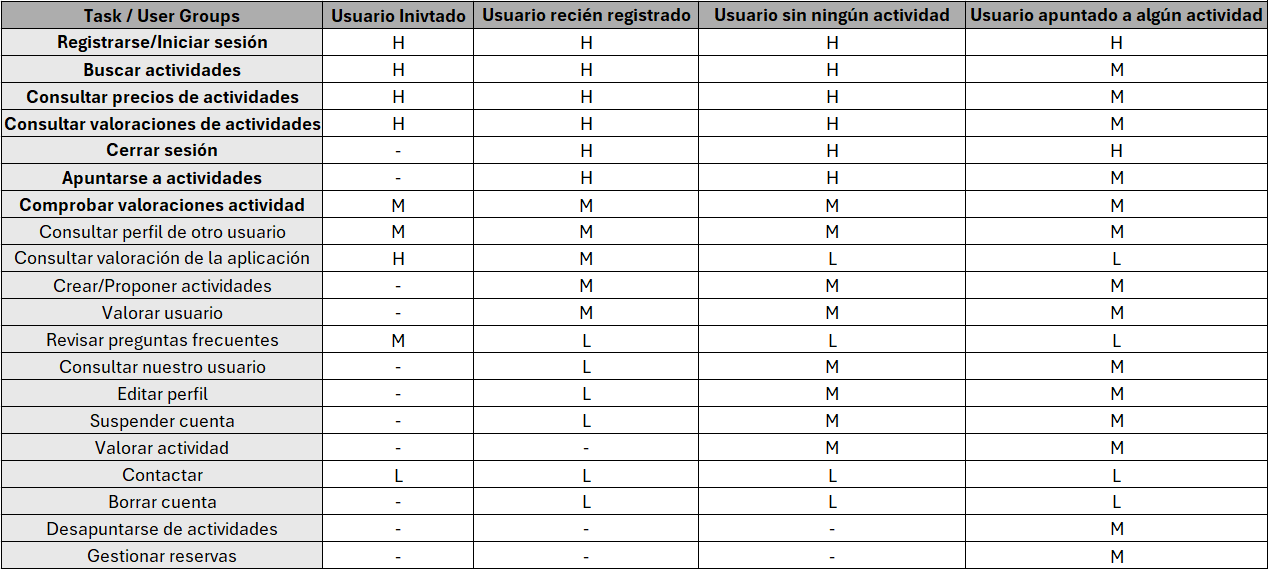 Task / User Groups Usuario Inivtado Usuario recién registrado Usuario sin ningún actividad Usuario apuntado a algún actividad
Registrarse/Iniciar sesión H H H H
Buscar actividades H H H M
Consultar precios de actividades H H H M
Consultar valoraciones de actividades H H H M
Cerrar sesión - H H H
Apuntarse a actividades - H H M
Comprobar valoraciones actividad M M M M
Consultar perfil de otro usuario M M M M
Consultar valoración de la aplicación H M L L
Crear/Proponer actividades - M M M
Valorar usuario - M M M
Revisar preguntas frecuentes M L L L
Consultar nuestro usuario - L M M
Editar perfil - L M M
Suspender cuenta - L M M
Valorar actividad - - M M
Contactar L L L L
Borrar cuenta - L L L
Desapuntarse de actividades - - - M
Gestionar reservas - - - M